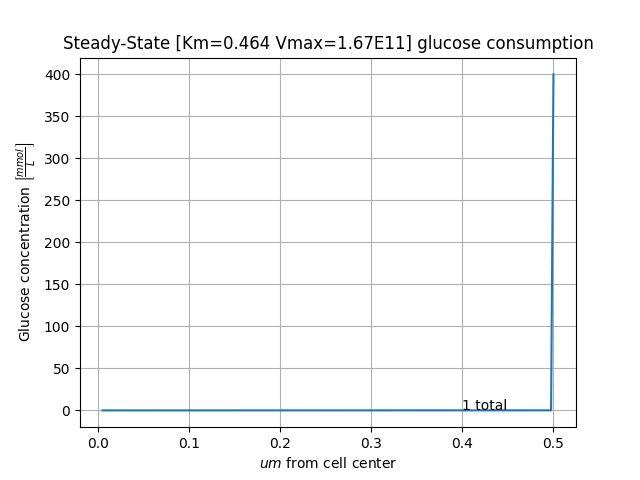 Steady-State [Km=0.464 Vmax=1.67E11] glucose consumption
Glucose concentration [mmol/L]
400
350
300
250
200
150
100
50
0
1 total
0.0 0.1 0.2 0.3 0.4 0.5
um from cell center